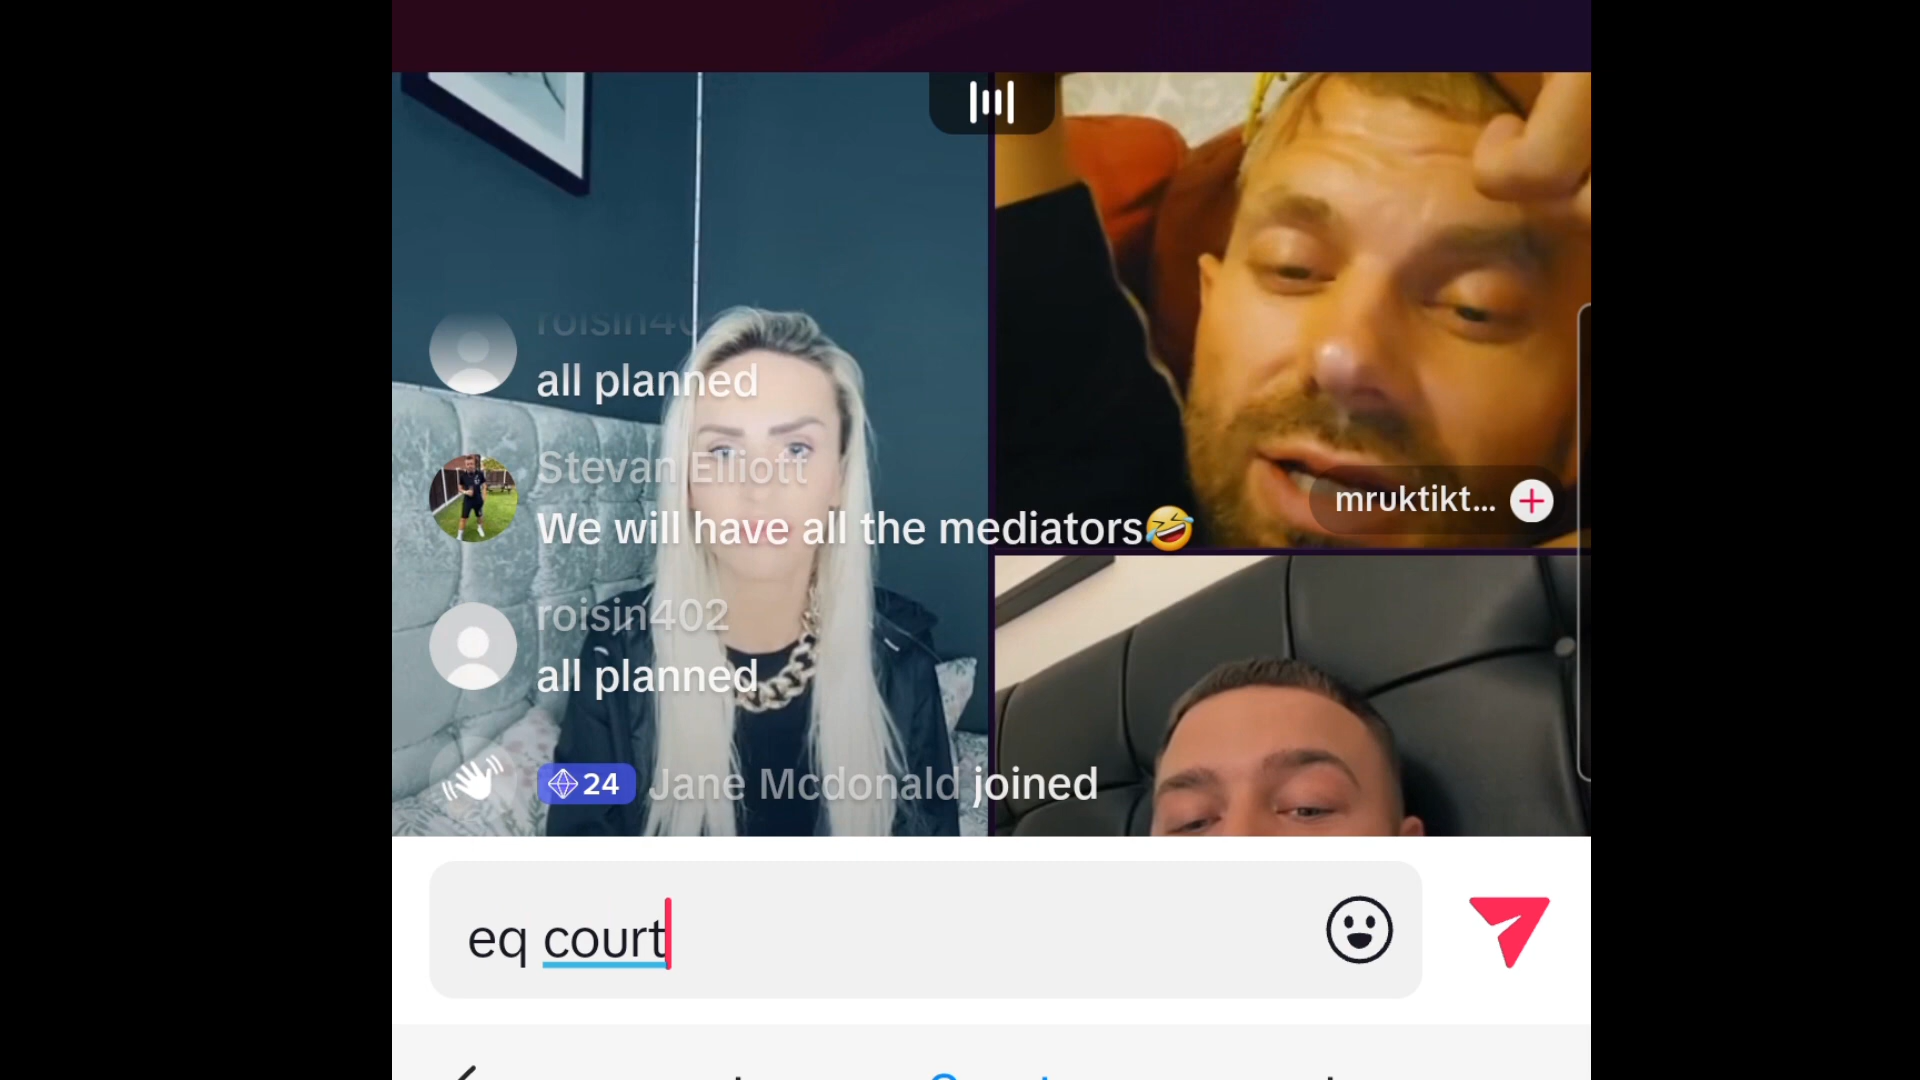 roisin402
all planned
Stevan Elliott
We will have all the mediators🤣
mruktikt...
roisin402
all planned
24 Jane Mcdonald joined
eq court